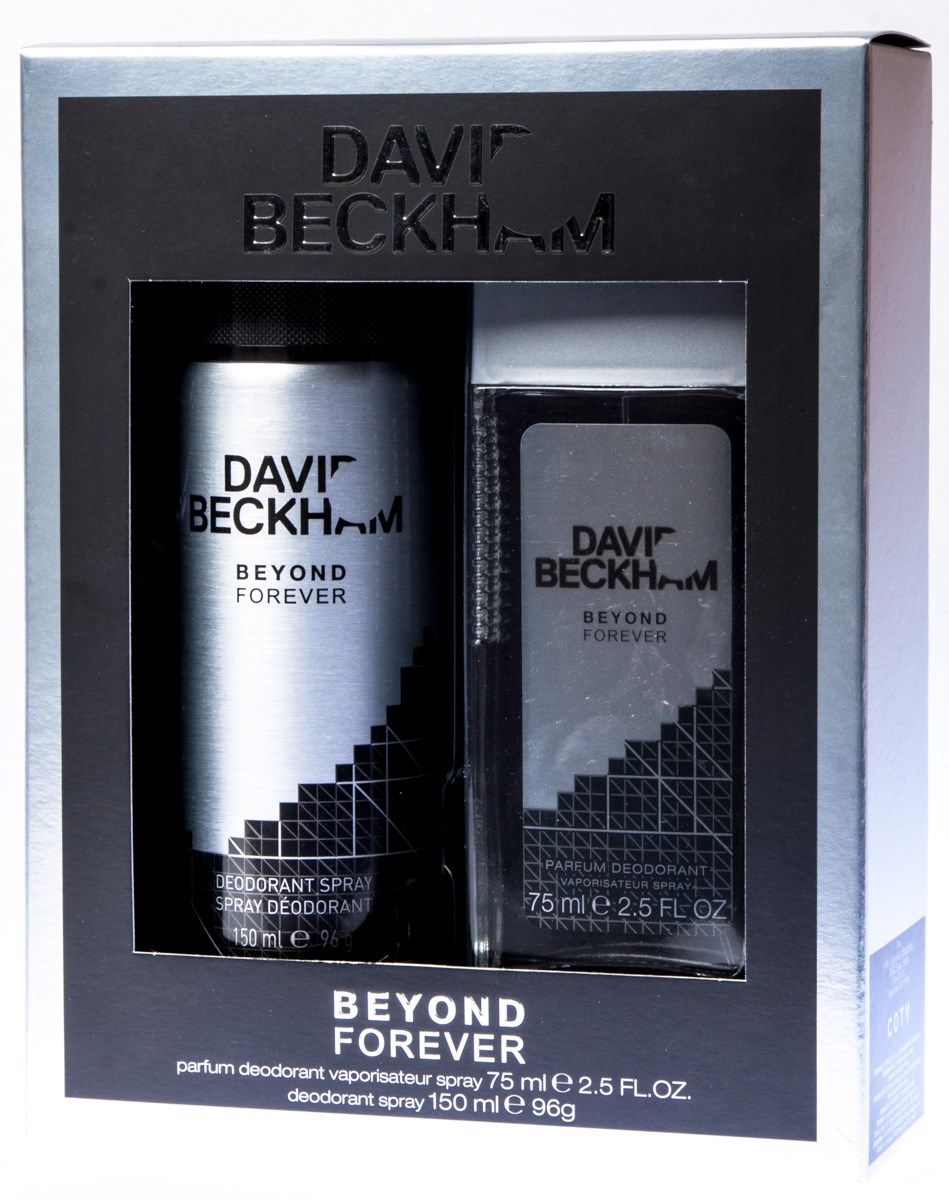 DAVID
BECKHAM
DAVID
BECKHAM
BEYOND
FOREVER
DEODORANT SPRAY
SPRAY DÉODORANT
150 ml e 96 g
DAVID
BECKHAM
BEYOND
FOREVER
PARFUM DEODORANT
VAPORISATEUR SPRAY
75 ml e 2.5 FL OZ
BEYOND
FOREVER
parfum deodorant vaporisateur spray 75 ml e 2.5 FL.OZ.
deodorant spray 150 ml e 96g
COTY